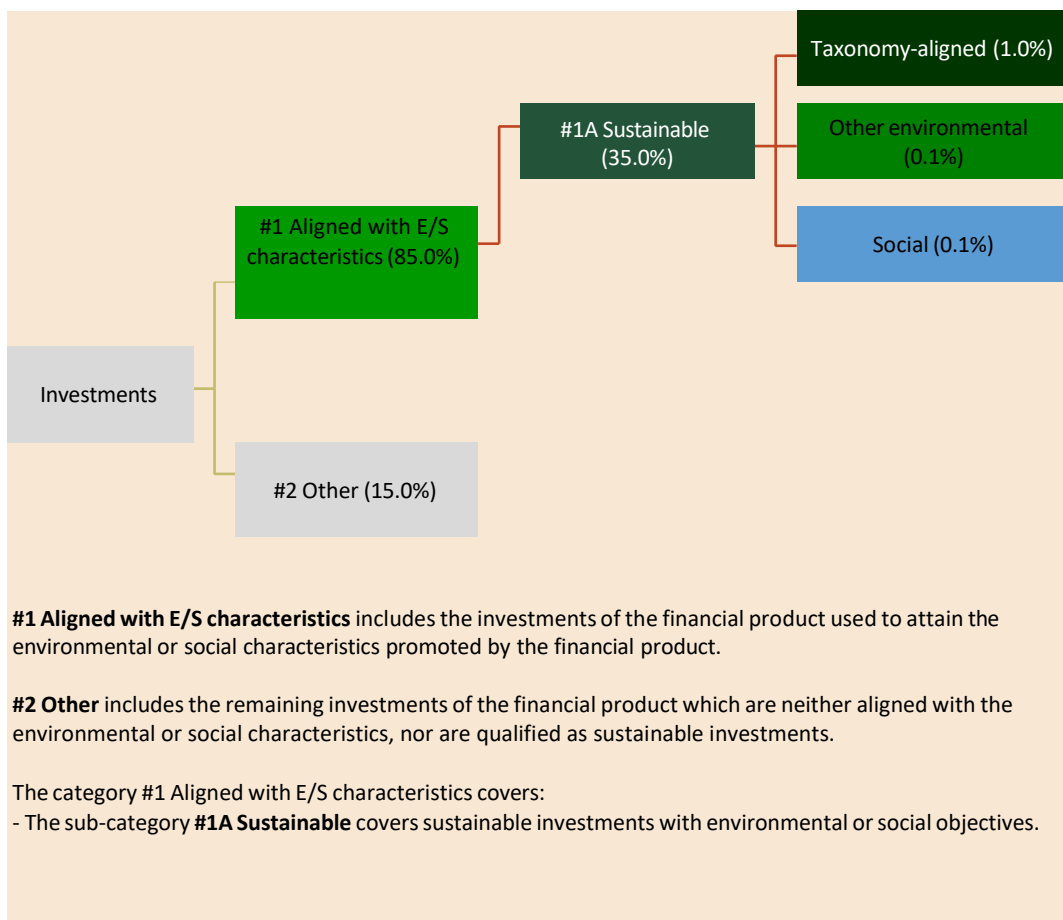 Taxonomy-aligned (1.0%)
#1A Sustainable
(35.0%)
Other environmental
(0.1%)
#1 Aligned with E/S
characteristics (85.0%)
Social (0.1%)
Investments
#2 Other (15.0%)
#1 Aligned with E/S characteristics includes the investments of the financial product used to attain the
environmental or social characteristics promoted by the financial product.
#2 Other includes the remaining investments of the financial product which are neither aligned with the
environmental or social characteristics, nor are qualified as sustainable investments.
The category #1 Aligned with E/S characteristics covers:
- The sub-category #1A Sustainable covers sustainable investments with environmental or social objectives.